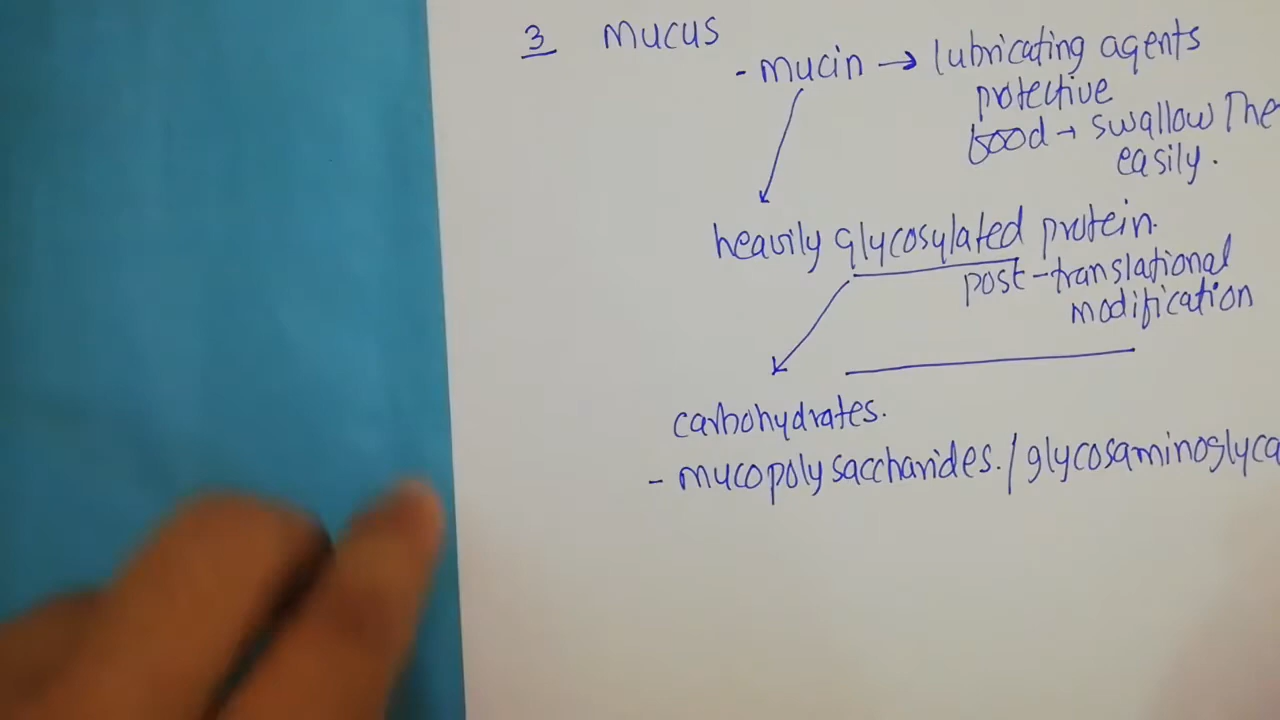 3 Mucus
- mucin → lubricating agents
protective
food → swallow The
easily.
heavily glycosylated protein.
post-translational
modification
carbohydrates.
- mucopolysaccharides. / glycosaminoglyca